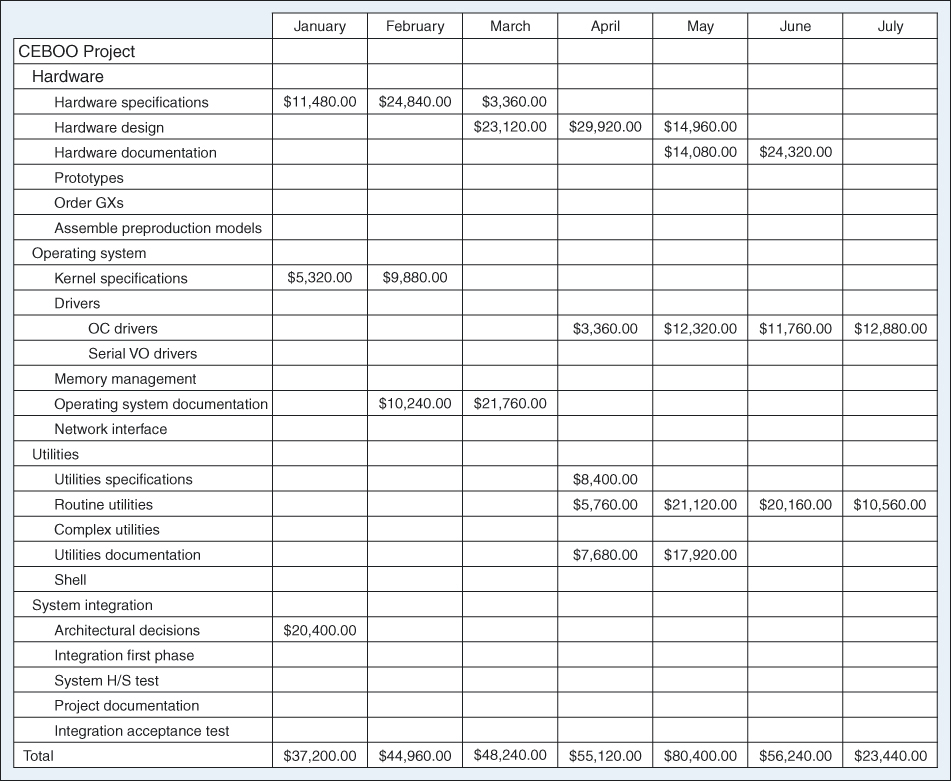 January February March April May June July
CEBOO Project
Hardware
Hardware specifications $11,480.00 $24,840.00 $3,360.00
Hardware design $23,120.00 $29,920.00 $14,960.00
Hardware documentation $14,080.00 $24,320.00
Prototypes
Order GXs
Assemble preproduction models
Operating system
Kernel specifications $5,320.00 $9,880.00
Drivers
OC drivers $3,360.00 $12,320.00 $11,760.00 $12,880.00
Serial VO drivers
Memory management
Operating system documentation $10,240.00 $21,760.00
Network interface
Utilities
Utilities specifications $8,400.00
Routine utilities $5,760.00 $21,120.00 $20,160.00 $10,560.00
Complex utilities
Utilities documentation $7,680.00 $17,920.00
Shell
System integration
Architectural decisions $20,400.00
Integration first phase
System H/S test
Project documentation
Integration acceptance test
Total $37,200.00 $44,960.00 $48,240.00 $55,120.00 $80,400.00 $56,240.00 $23,440.00